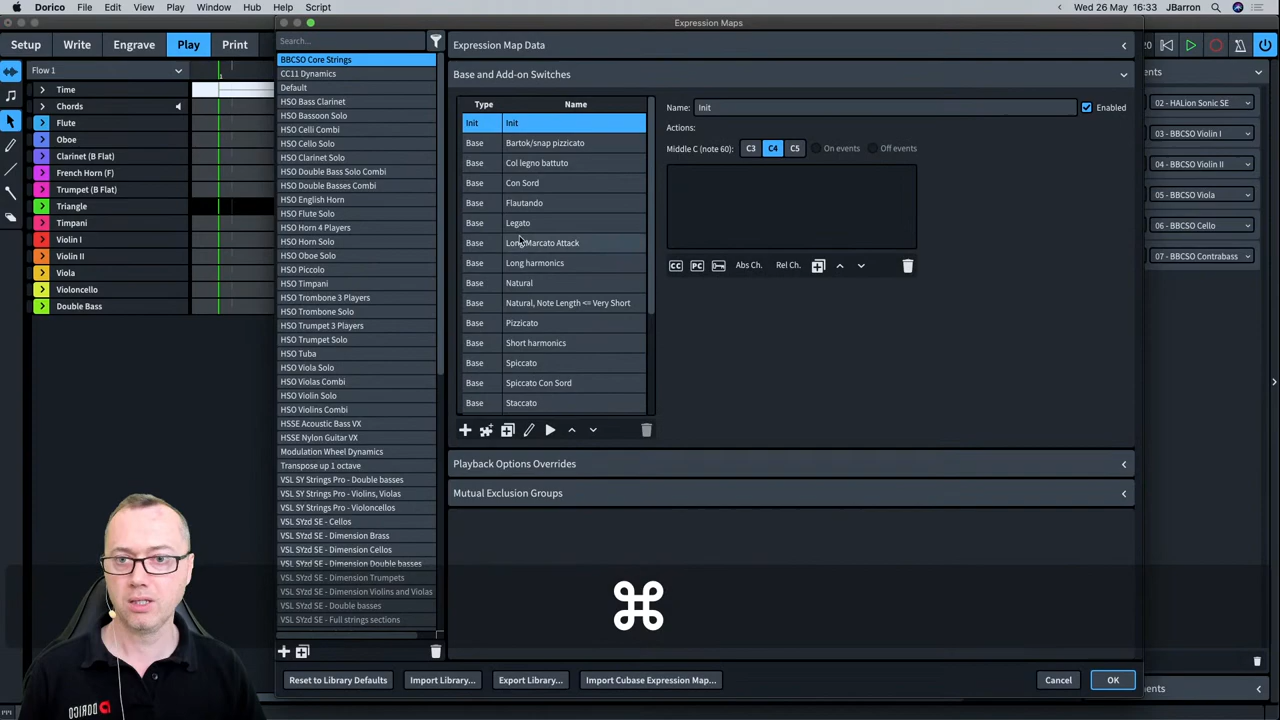 Dorico File Edit View Play Window Hub Help Script
Wed 26 May 16:33 JBarron
Expression Maps
Setup Write Engrave Play Print
20
Flow 1
1
Time
Chords
Flute
Oboe
Clarinet (B Flat)
French Horn (F)
Trumpet (B Flat)
Triangle
Timpani
Violin I
Violin II
Viola
Violoncello
Double Bass
Search...
BBCSO Core Strings
CC11 Dynamics
Default
HSO Bass Clarinet
HSO Bassoon Solo
HSO Celli Combi
HSO Cello Solo
HSO Clarinet Solo
HSO Double Bass Solo Combi
HSO Double Basses Combi
HSO English Horn
HSO Flute Solo
HSO Horn 4 Players
HSO Horn Solo
HSO Oboe Solo
HSO Piccolo
HSO Timpani
HSO Trombone 3 Players
HSO Trombone Solo
HSO Trumpet 3 Players
HSO Trumpet Solo
HSO Tuba
HSO Viola Solo
HSO Violas Combi
HSO Violin Solo
HSO Violins Combi
HSSE Acoustic Bass VX
HSSE Nylon Guitar VX
Modulation Wheel Dynamics
Transpose up 1 octave
VSL SY Strings Pro - Double basses
VSL SY Strings Pro - Violins, Violas
VSL SY Strings Pro - Violoncellos
VSL SYzd SE - Cellos
VSL SYzd SE - Dimension Brass
VSL SYzd SE - Dimension Cellos
VSL SYzd SE - Dimension Double basses
VSL SYzd SE - Dimension Trumpets
VSL SYzd SE - Dimension Violins and Violas
VSL SYzd SE - Double basses
VSL SYzd SE - Full strings sections
Expression Map Data
Base and Add-on Switches
Type Name
Init Init
Base Bartok/snap pizzicato
Base Col legno battuto
Base Con Sord
Base Flautando
Base Legato
Base Long Marcato Attack
Base Long harmonics
Base Natural
Base Natural, Note Length <= Very Short
Base Pizzicato
Base Short harmonics
Base Spiccato
Base Spiccato Con Sord
Base Staccato
Name: Init Enabled
Actions:
Middle C (note 60): C3 C4 C5 On events Off events
CC PC Abs Ch. Rel Ch.
Playback Options Overrides
Mutual Exclusion Groups
⌘
Reset to Library Defaults Import Library... Export Library... Import Cubase Expression Map... Cancel OK
ents
02 - HALion Sonic SE
03 - BBCSO Violin I
04 - BBCSO Violin II
05 - BBCSO Viola
06 - BBCSO Cello
07 - BBCSO Contrabass
ments
DORICO